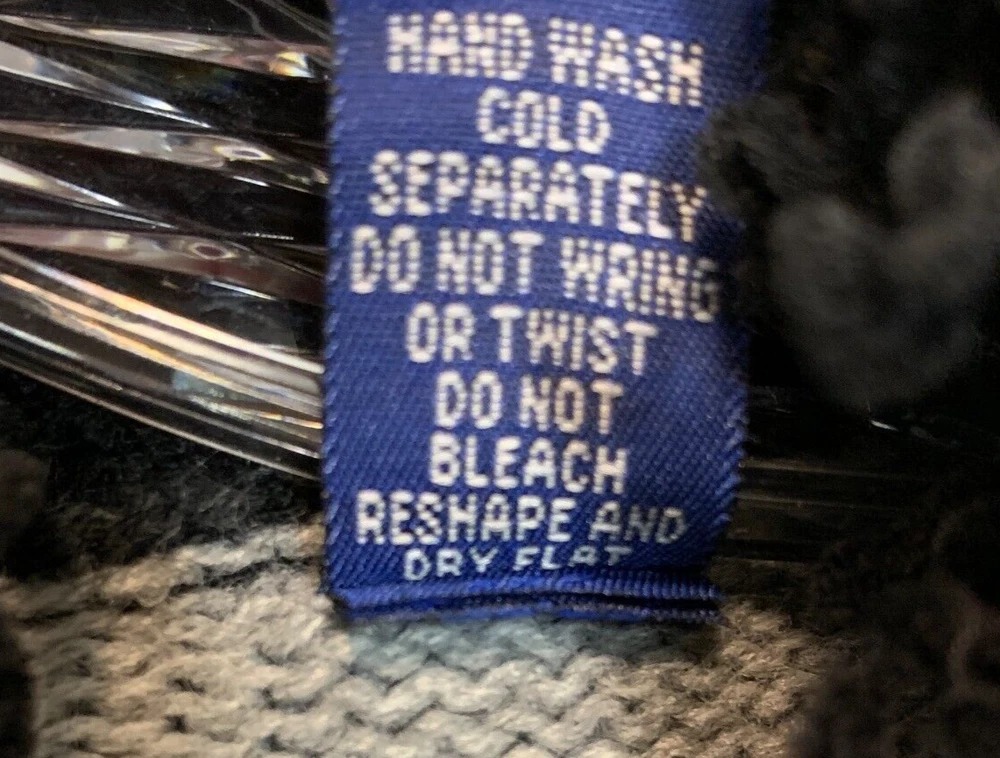 HAND WASH
COLD
SEPARATELY
DO NOT WRING
OR TWIST
DO NOT
BLEACH
RESHAPE AND
DRY FLAT